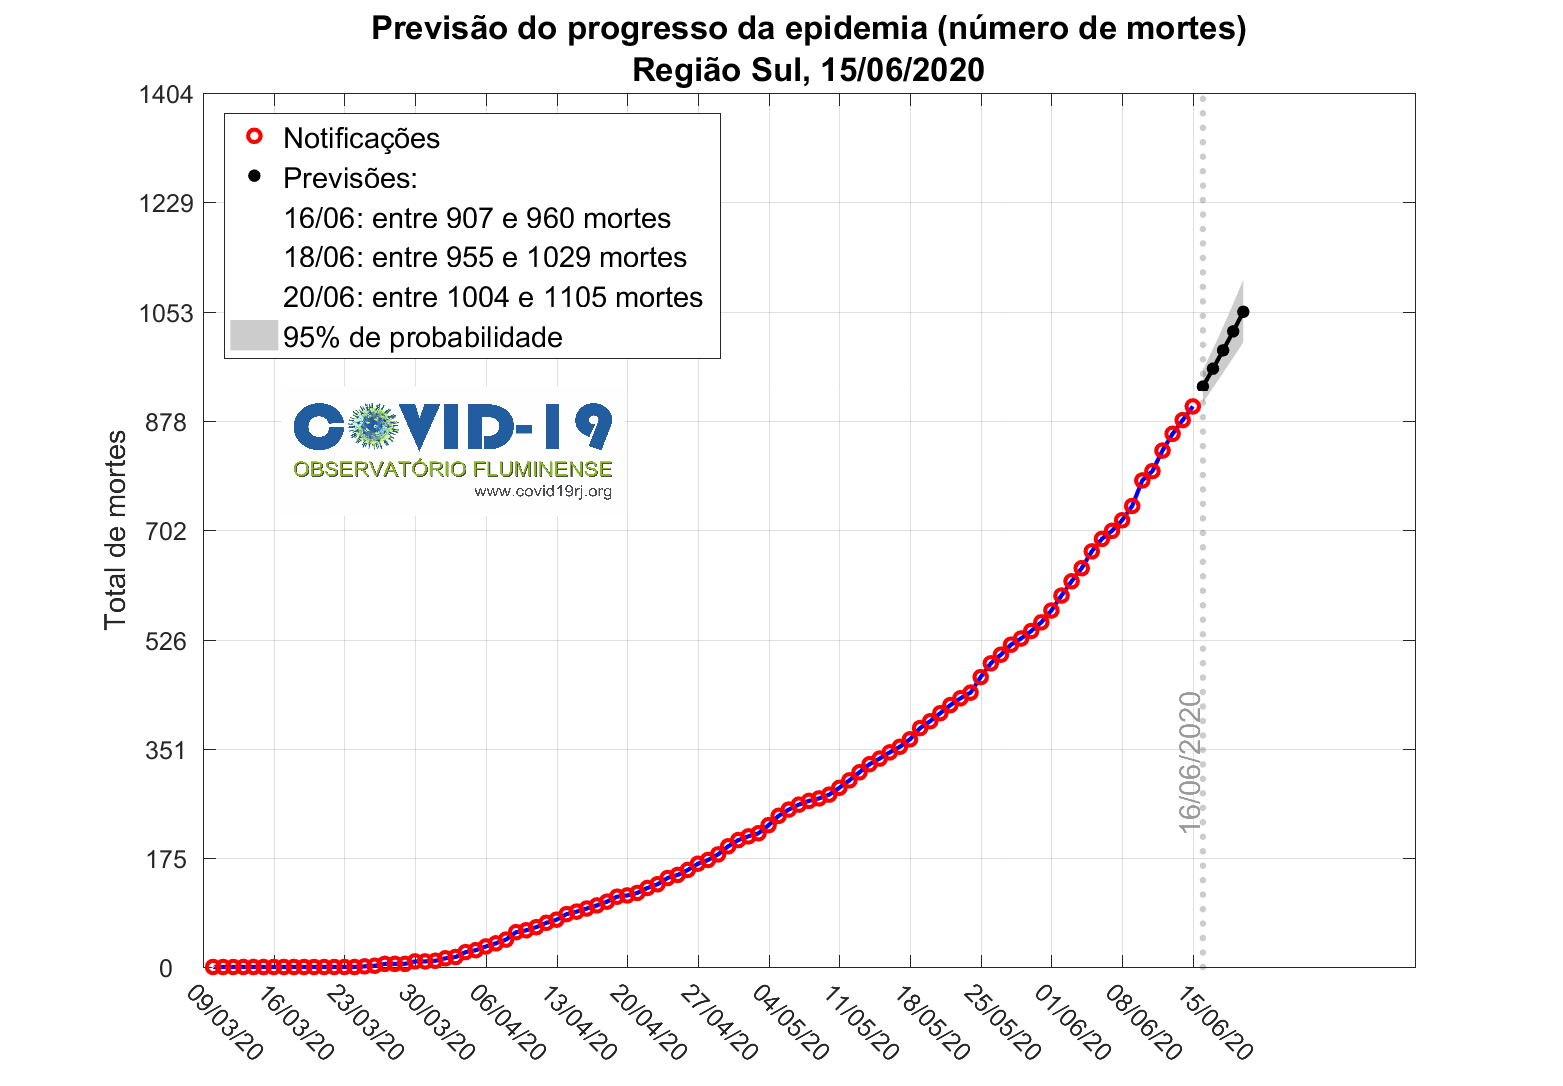 Previsão do progresso da epidemia (número de mortes)
Região Sul, 15/06/2020
Total de mortes
1404
1229
1053
878
702
526
351
175
0
Notificações
Previsões:
16/06: entre 907 e 960 mortes
18/06: entre 955 e 1029 mortes
20/06: entre 1004 e 1105 mortes
95% de probabilidade
COVID-19
OBSERVATÓRIO FLUMINENSE
www.covid19rj.org
16/06/2020
09/03/20
16/03/20
23/03/20
30/03/20
06/04/20
13/04/20
20/04/20
27/04/20
04/05/20
11/05/20
18/05/20
25/05/20
01/06/20
08/06/20
15/06/20